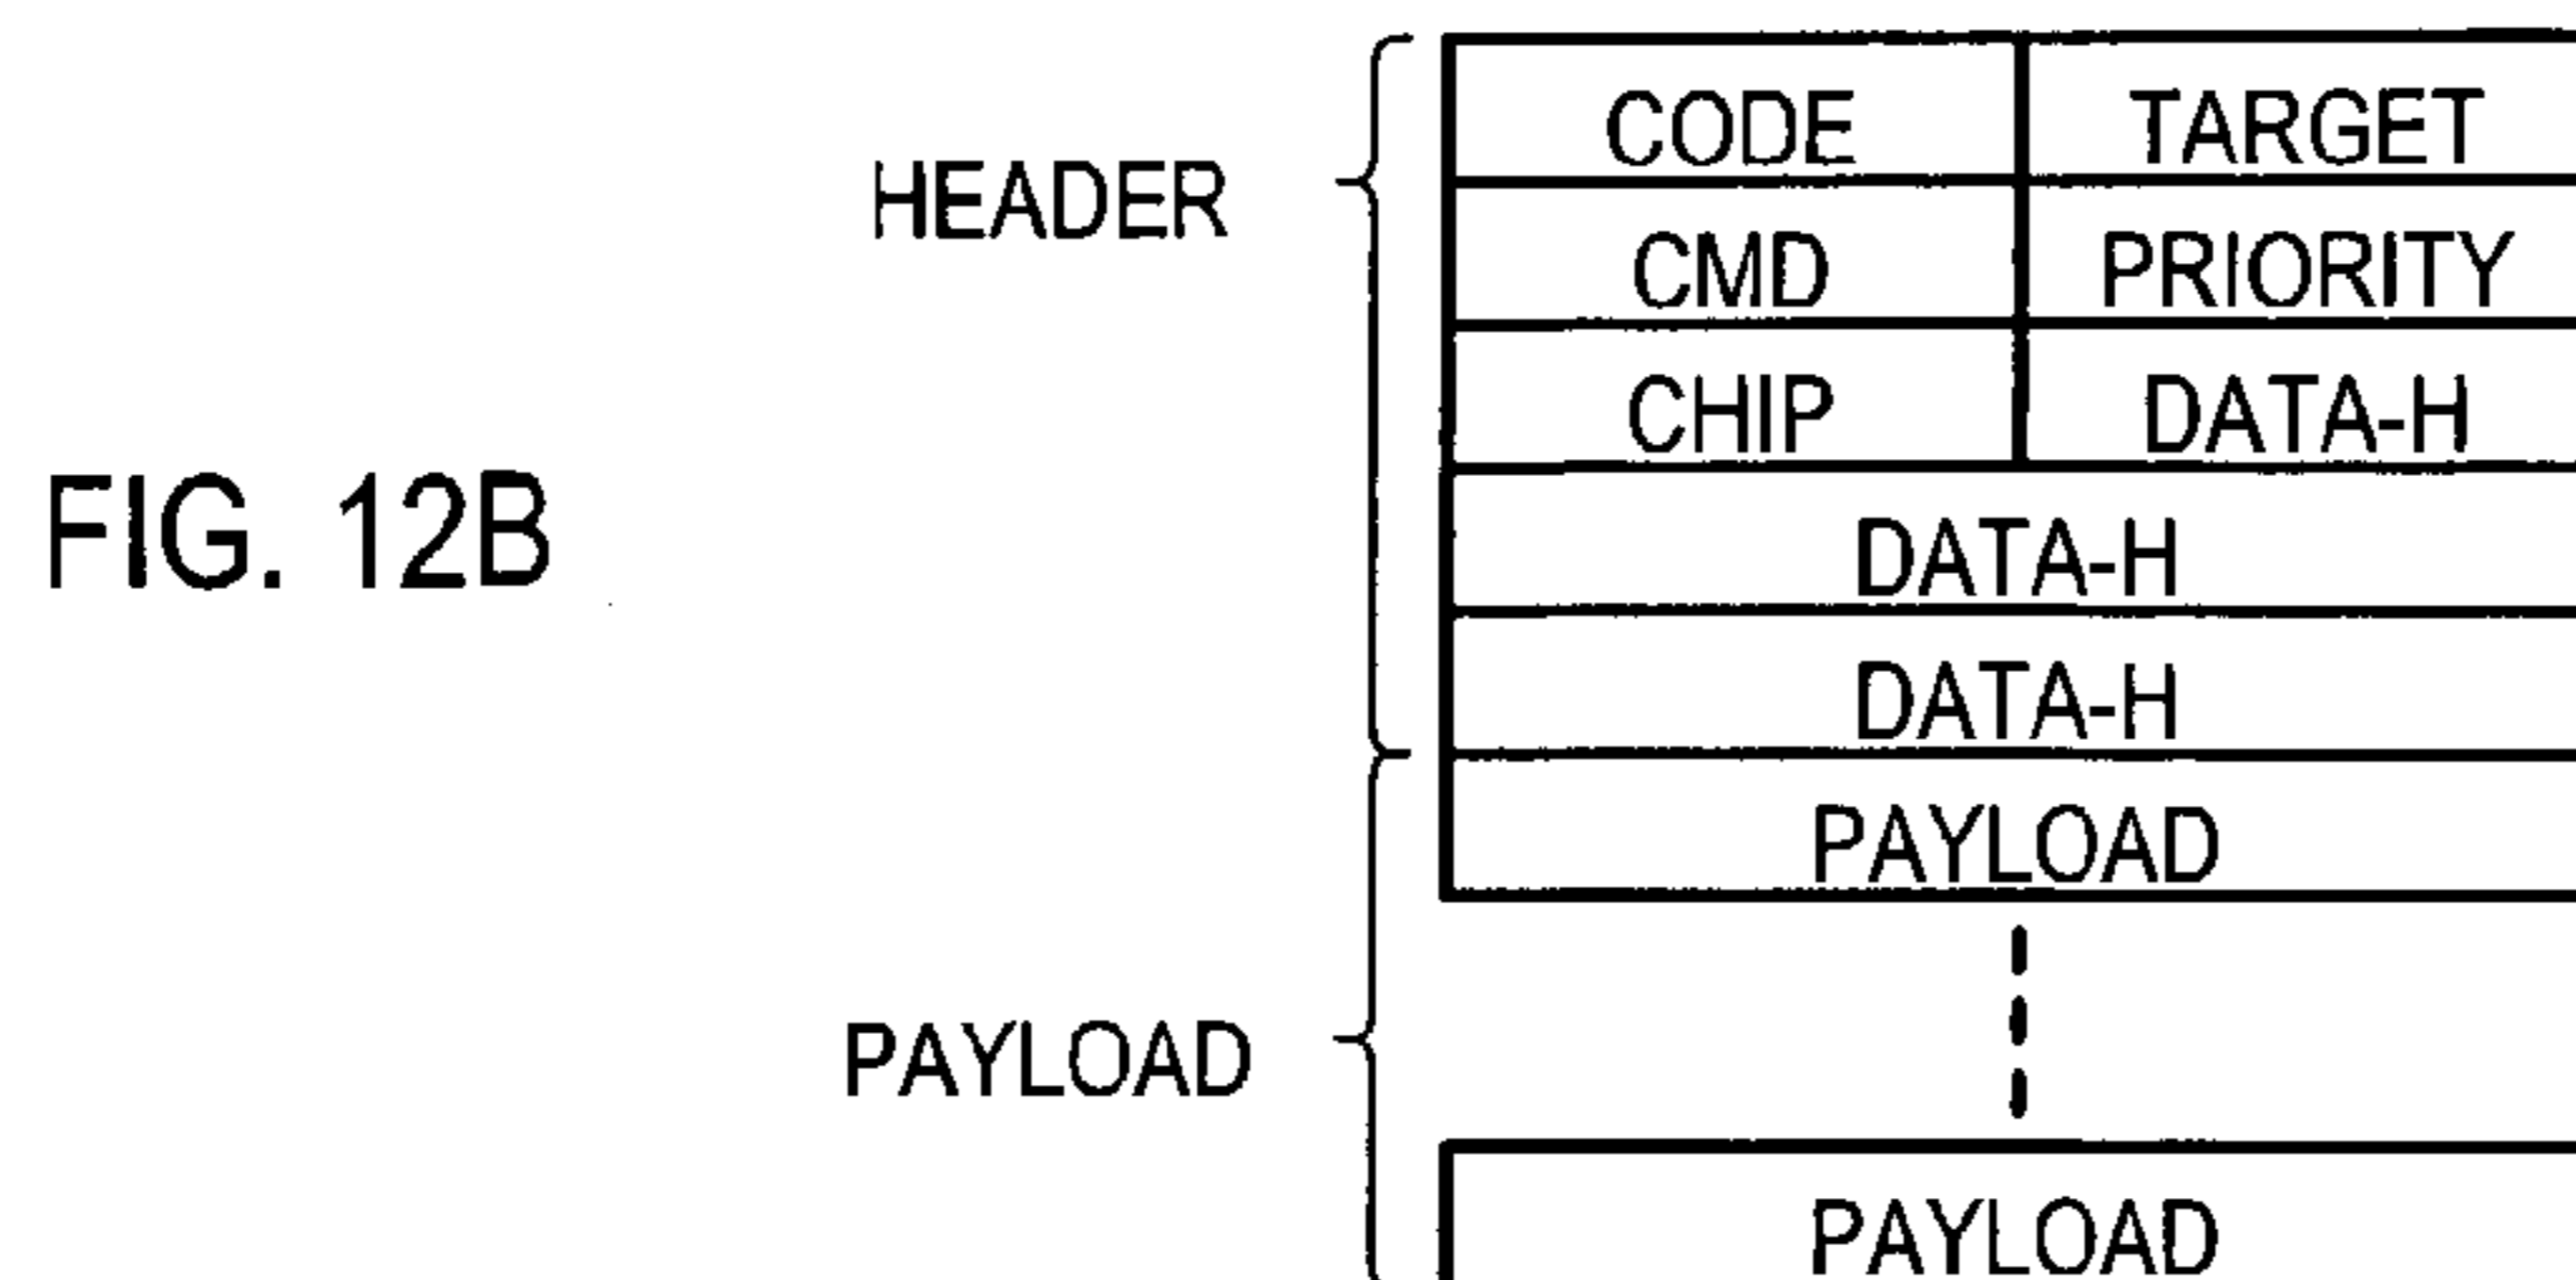 CODE TARGET
HEADER
CMD PRIORITY
CHIP DATA-H
FIG. 12B
DATA-H
DATA-H
PAYLOAD
PAYLOAD
PAYLOAD